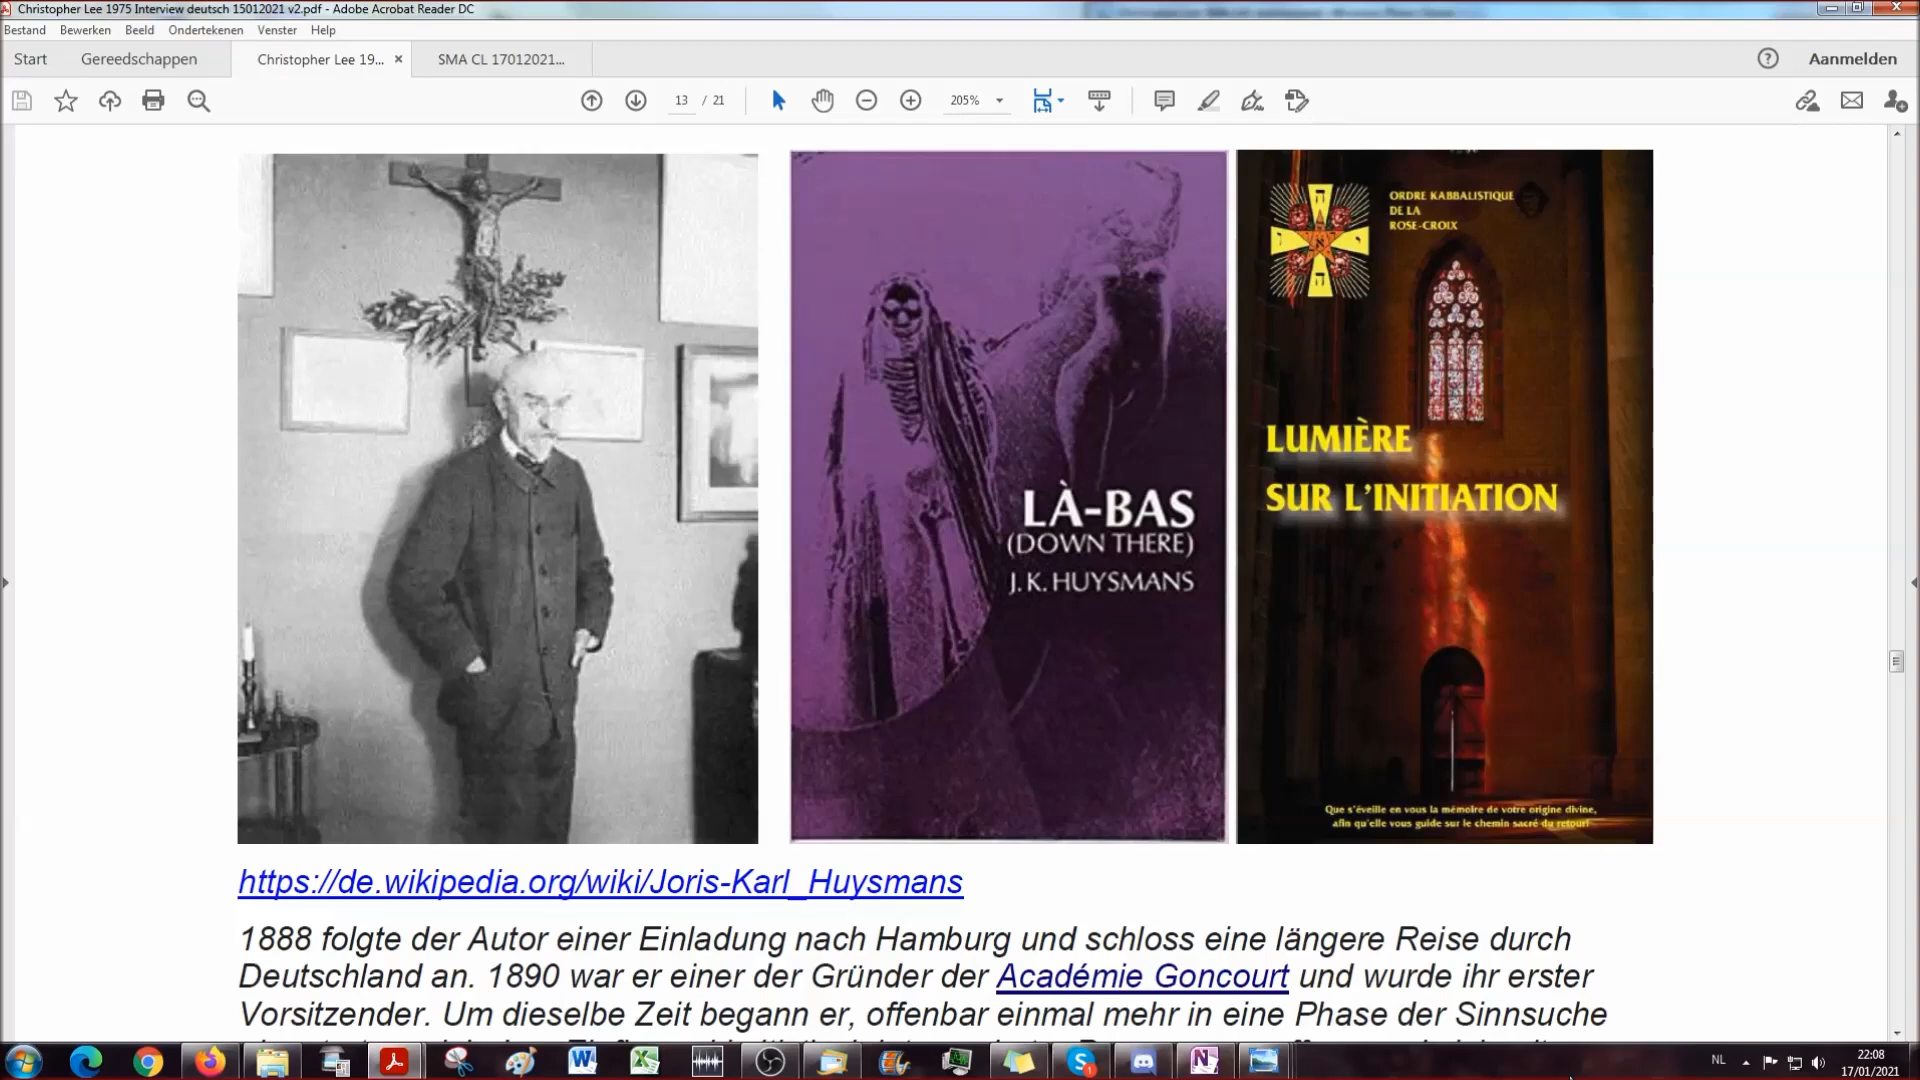 Christopher Lee 1975 Interview deutsch 15012021 v2.pdf - Adobe Acrobat Reader DC
Bestand Bewerken Beeld Ondertekenen Venster Help
Start Gereedschappen Christopher Lee 19... × SMA CL 17012021... Aanmelden
13 / 21 205%
ORDRE KABBALISTIQUE
DE LA
ROSE-CROIX
LUMIÈRE
SUR L'INITIATION
LÀ-BAS
(DOWN THERE)
J. K. HUYSMANS
Que s'éveille en vous la mémoire de votre origine divine,
afin qu'elle vous guide sur le chemin sacré du retour!
https://de.wikipedia.org/wiki/Joris-Karl_Huysmans
1888 folgte der Autor einer Einladung nach Hamburg und schloss eine längere Reise durch
Deutschland an. 1890 war er einer der Gründer der Académie Goncourt und wurde ihr erster
Vorsitzender. Um dieselbe Zeit begann er, offenbar einmal mehr in eine Phase der Sinnsuche
NL 22:08
17/01/2021